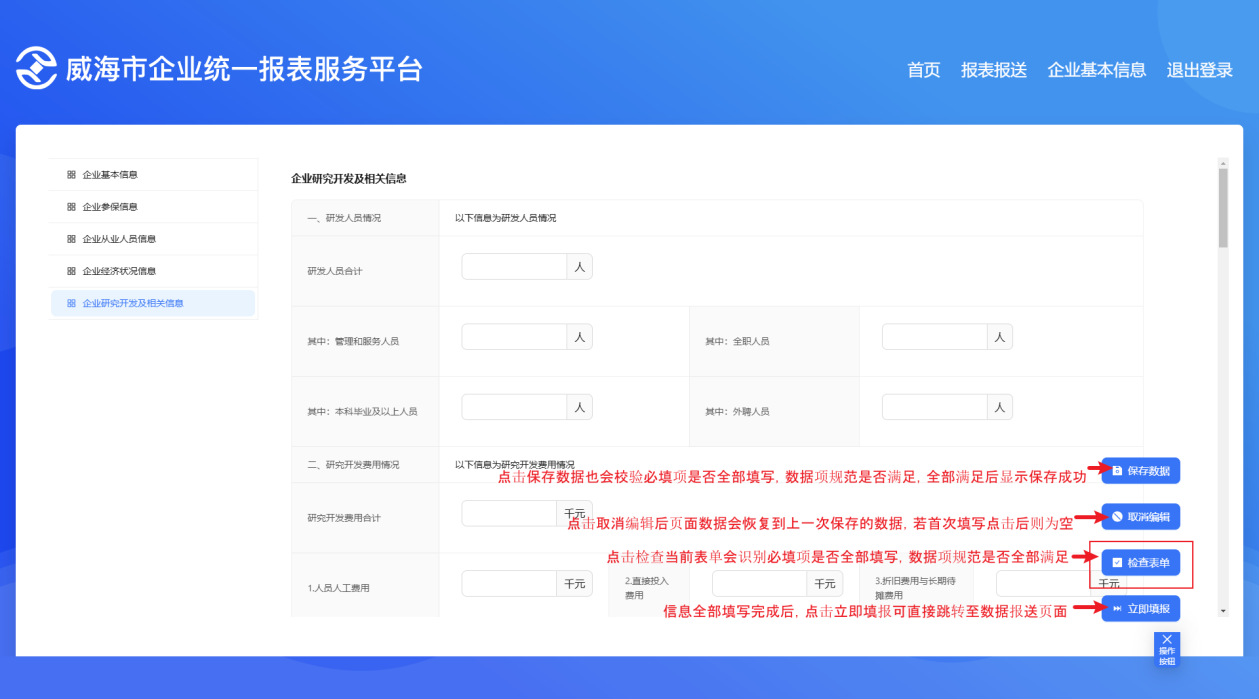 威海市企业统一报表服务平台
首页 报表报送 企业基本信息 退出登录
企业基本信息
企业参保信息
企业从业人员信息
企业经济状况信息
企业研究开发及相关信息
企业研究开发及相关信息
一、研发人员情况 以下信息为研发人员情况
研发人员合计 人
其中：管理和服务人员 人 其中：全职人员 人
其中：本科毕业及以上人员 人 其中：外聘人员 人
二、研究开发费用情况 以下信息为研究开发费用情况
点击保存数据也会校验必填项是否全部填写, 数据项规范是否满足, 全部满足后显示保存成功
保存数据
研究开发费用合计 千元
点击取消编辑后页面数据会恢复到上一次保存的数据, 若首次填写点击后则为空
取消编辑
点击检查当前表单会识别必填项是否全部填写, 数据项规范是否全部满足
检查表单
1.人员人工费用 千元 2.直接投入
费用 千元 3.折旧费用与长期待
摊费用 千元
信息全部填写完成后, 点击立即填报可直接跳转至数据报送页面
立即填报
操作
按钮